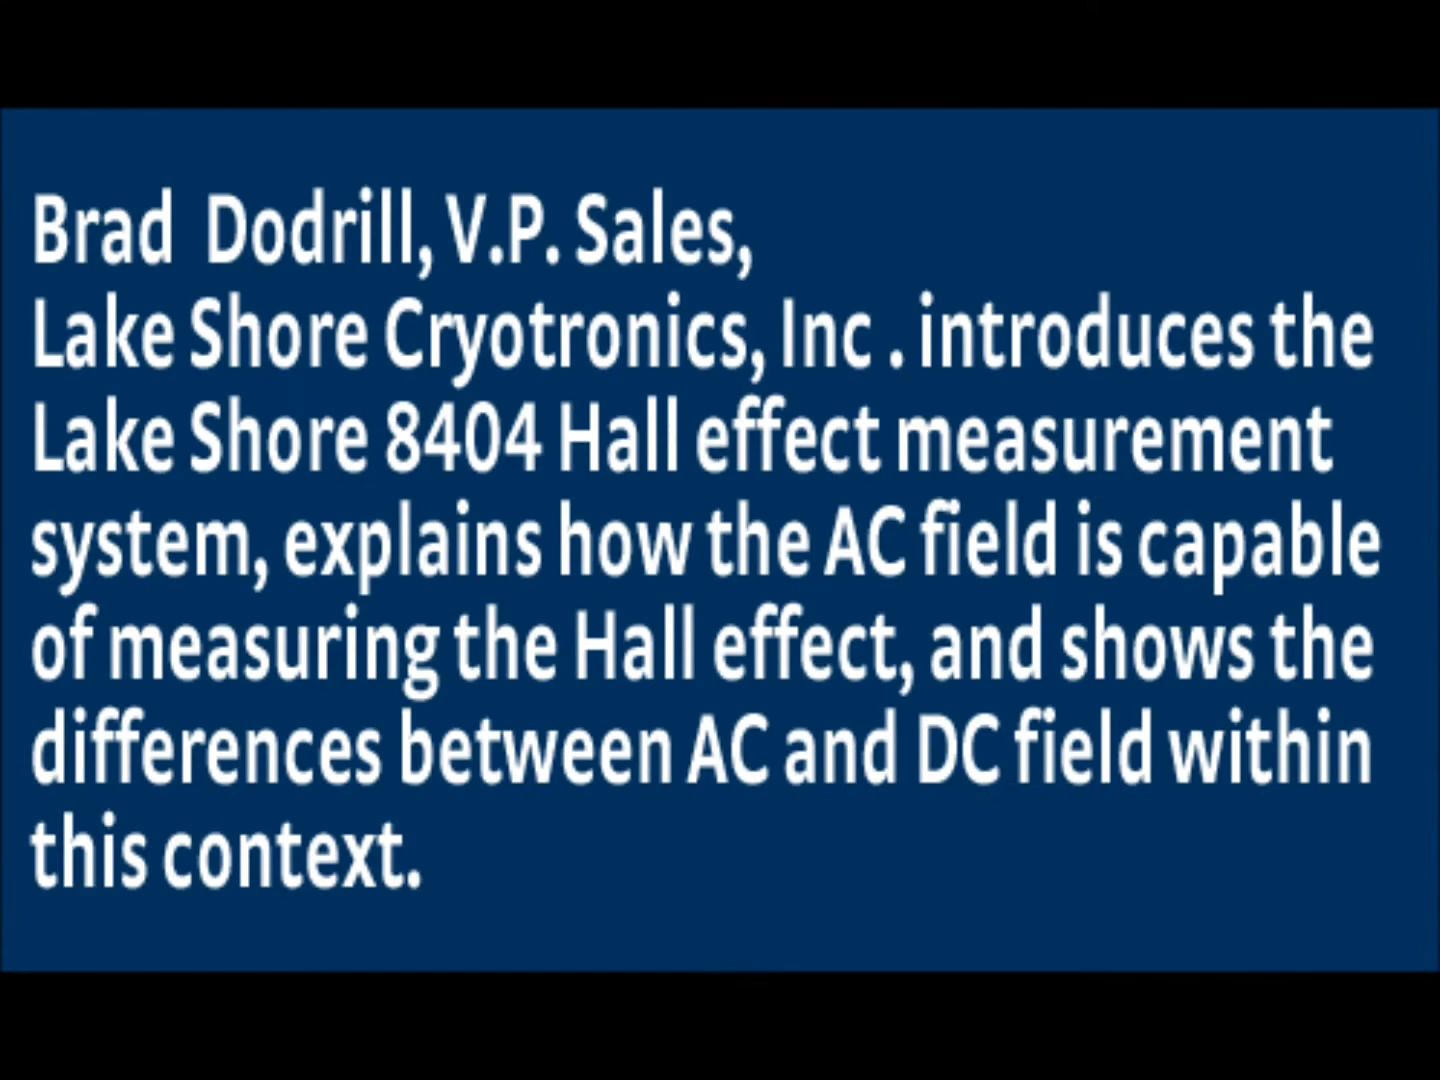 Brad  Dodrill, V.P. Sales,
Lake Shore Cryotronics, Inc . introduces the
Lake Shore 8404 Hall effect measurement
system, explains how the AC field is capable
of measuring the Hall effect, and shows the
differences between AC and DC field within
this context.